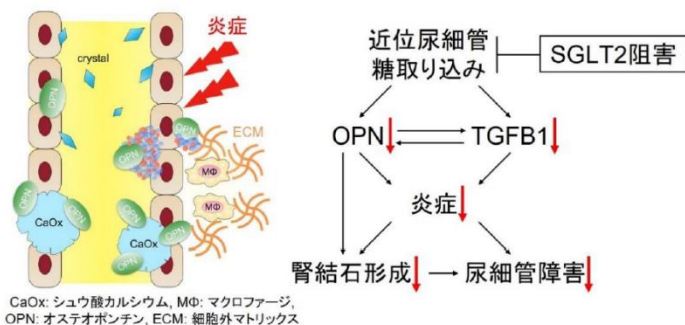 炎症
crystal
OPN
OPN
ECM
OPN
MΦ
MΦ
OPN
OPN
CaOx
OPN
OPN
CaOx
OPN
CaOx: シュウ酸カルシウム, MΦ: マクロファージ,
OPN: オステオポンチン, ECM: 細胞外マトリックス
近位尿細管
糖取り込み
SGLT2阻害
OPN
TGFB1
炎症
腎結石形成
尿細管障害